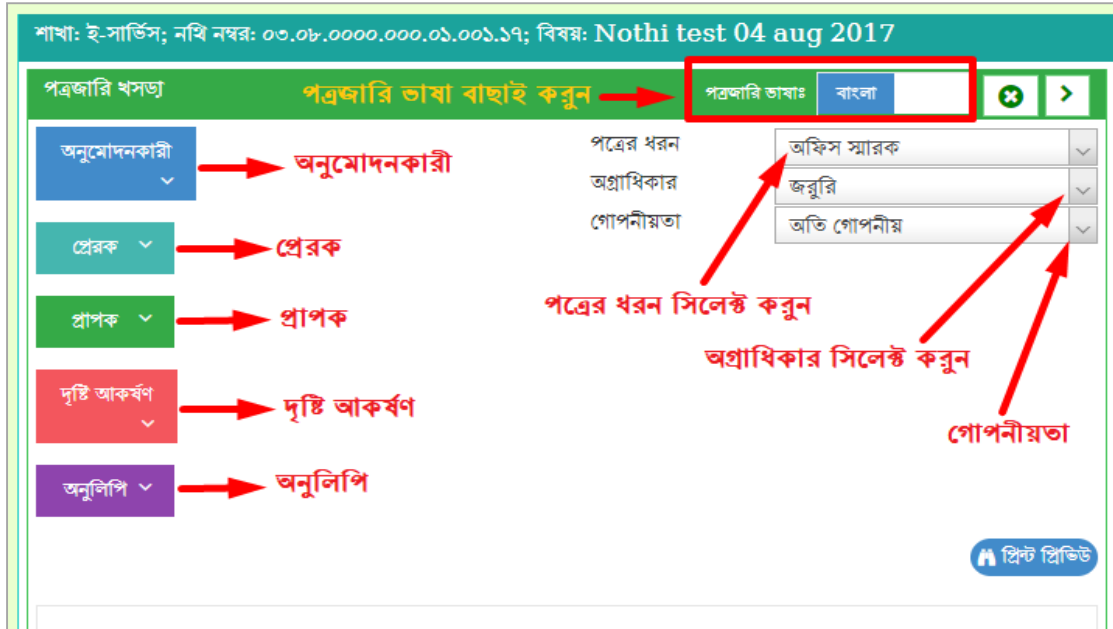 শাখা: ই-সার্ভিস; নথি নম্বর: ০৩.০৮.০০০০.০০০.০১.০০১.১৭; বিষয়: Nothi test 04 aug 2017
পত্রজারি খসড়া পত্রজারি ভাষা বাছাই করুন পত্রজারি ভাষাঃ বাংলা
অনুমোদনকারী অনুমোদনকারী পত্রের ধরন অফিস স্মারক
অগ্রাধিকার জরুরি
গোপনীয়তা অতি গোপনীয়
প্রেরক প্রেরক
পত্রের ধরন সিলেক্ট করুন
প্রাপক প্রাপক
অগ্রাধিকার সিলেক্ট করুন
দৃষ্টি আকর্ষণ দৃষ্টি আকর্ষণ
গোপনীয়তা
অনুলিপি অনুলিপি
প্রিন্ট প্রিভিউ